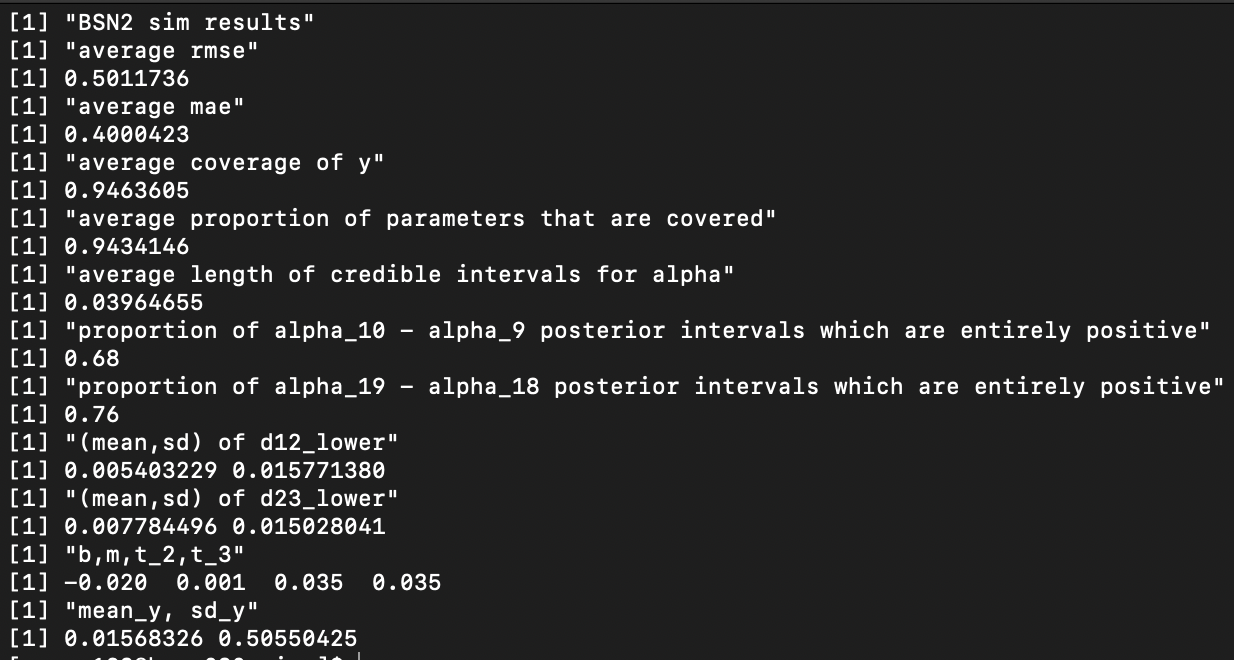 [1] "BSN2 sim results"
[1] "average rmse"
[1] 0.5011736
[1] "average mae"
[1] 0.4000423
[1] "average coverage of y"
[1] 0.9463605
[1] "average proportion of parameters that are covered"
[1] 0.9434146
[1] "average length of credible intervals for alpha"
[1] 0.03964655
[1] "proportion of alpha_10 - alpha_9 posterior intervals which are entirely positive"
[1] 0.68
[1] "proportion of alpha_19 - alpha_18 posterior intervals which are entirely positive"
[1] 0.76
[1] "(mean,sd) of d12_lower"
[1] 0.005403229 0.015771380
[1] "(mean,sd) of d23_lower"
[1] 0.007784496 0.015028041
[1] "b,m,t_2,t_3"
[1] -0.020  0.001  0.035  0.035
[1] "mean_y, sd_y"
[1] 0.01568326 0.50550425